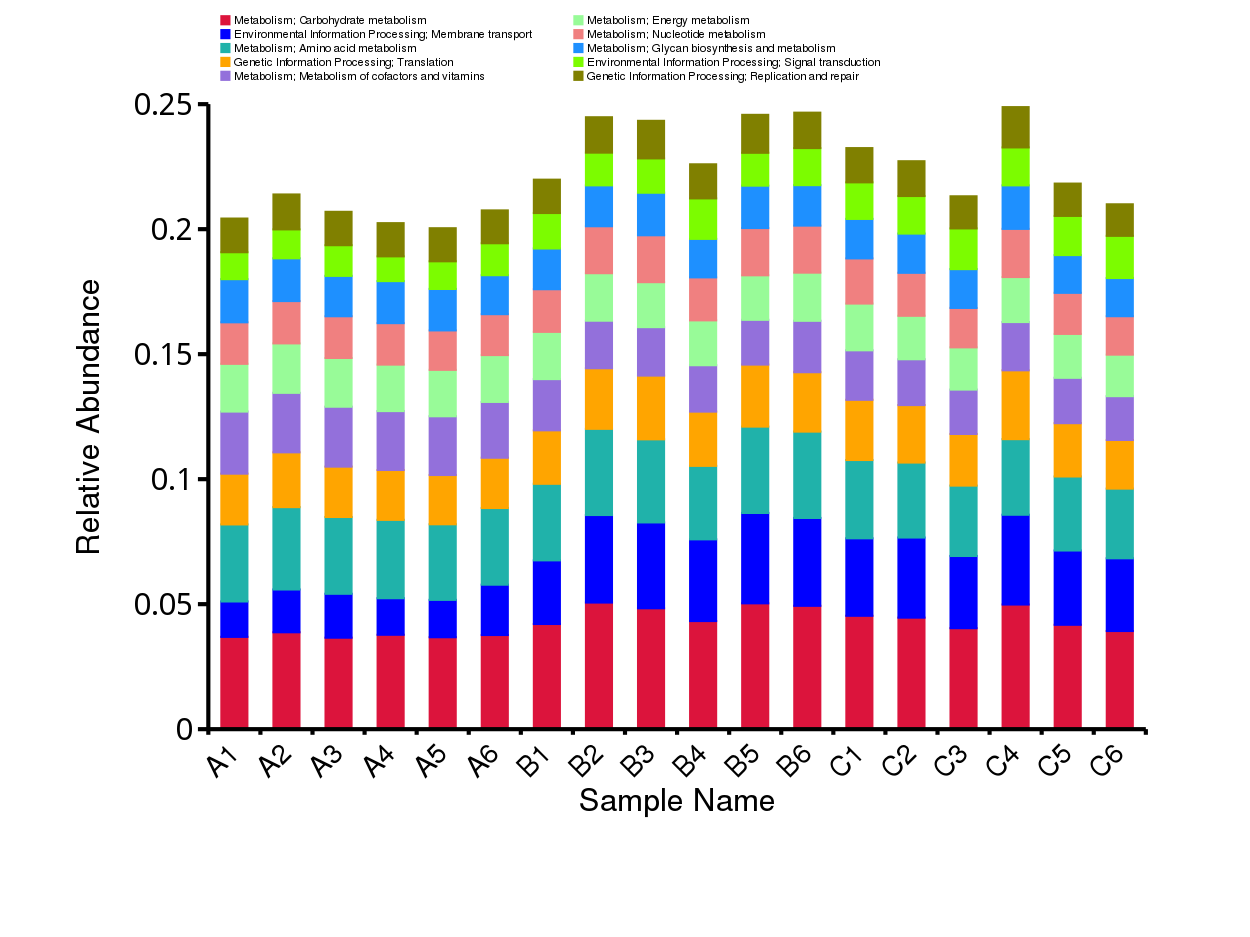 Metabolism; Carbohydrate metabolism
Environmental Information Processing; Membrane transport
Metabolism; Amino acid metabolism
Genetic Information Processing; Translation
Metabolism; Metabolism of cofactors and vitamins
Metabolism; Energy metabolism
Metabolism; Nucleotide metabolism
Metabolism; Glycan biosynthesis and metabolism
Environmental Information Processing; Signal transduction
Genetic Information Processing; Replication and repair
Relative Abundance
0.25
0.2
0.15
0.1
0.05
0
A1 A2 A3 A4 A5 A6 B1 B2 B3 B4 B5 B6 C1 C2 C3 C4 C5 C6
Sample Name